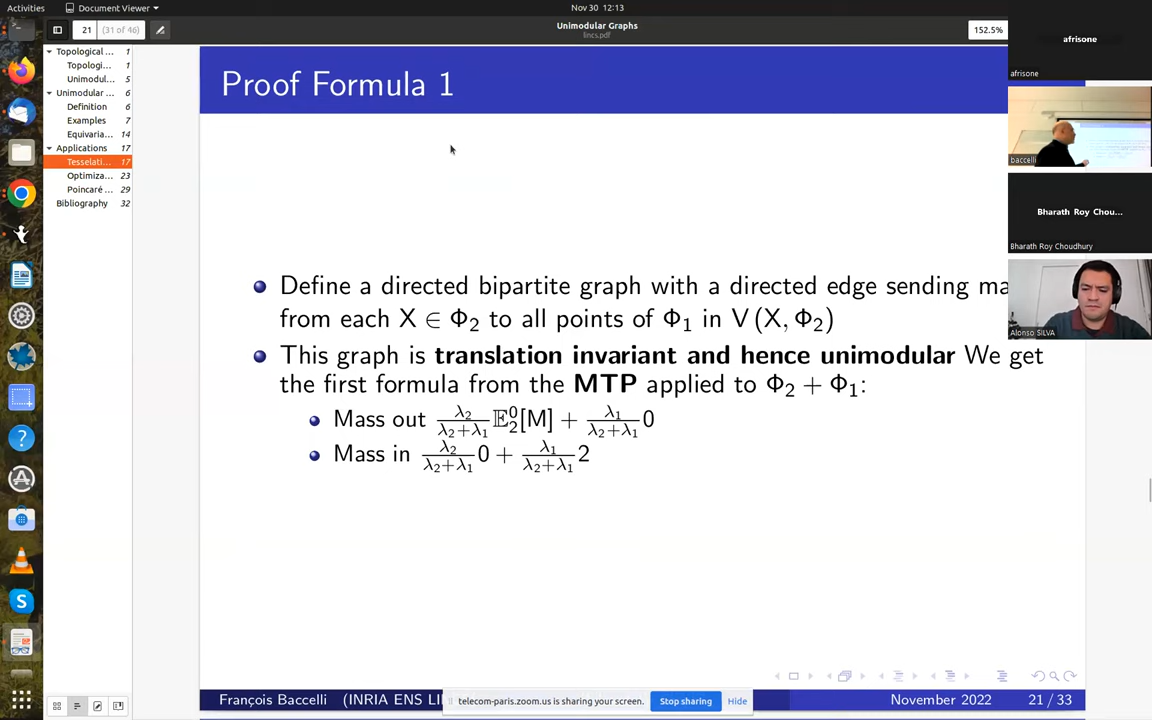 Activities
Document Viewer
Nov 30 12:13
21
(31 of 46)
Unimodular Graphs
lincs.pdf
152.5%
Topological ... 1
Topologi... 1
Unimodul... 5
Unimodular ... 6
Definition 6
Examples 7
Equivaria... 14
Applications 17
Tesselati... 17
Optimiza... 23
Poincaré ... 29
Bibliography 32
Proof Formula 1
Define a directed bipartite graph with a directed edge sending ma
from each X ∈ Φ₂ to all points of Φ₁ in V(X, Φ₂)
This graph is translation invariant and hence unimodular We get
the first formula from the MTP applied to Φ₂ + Φ₁:
Mass out λ₂/(λ₂+λ₁) 𝔼₂⁰[M] + λ₁/(λ₂+λ₁) 0
Mass in λ₂/(λ₂+λ₁) 0 + λ₁/(λ₂+λ₁) 2
François Baccelli (INRIA ENS LI
November 2022
21 / 33
telecom-paris.zoom.us is sharing your screen.
Stop sharing
Hide
afrisone
afrisone
baccelli
Bharath Roy Chou...
Bharath Roy Choudhury
Alonso SILVA